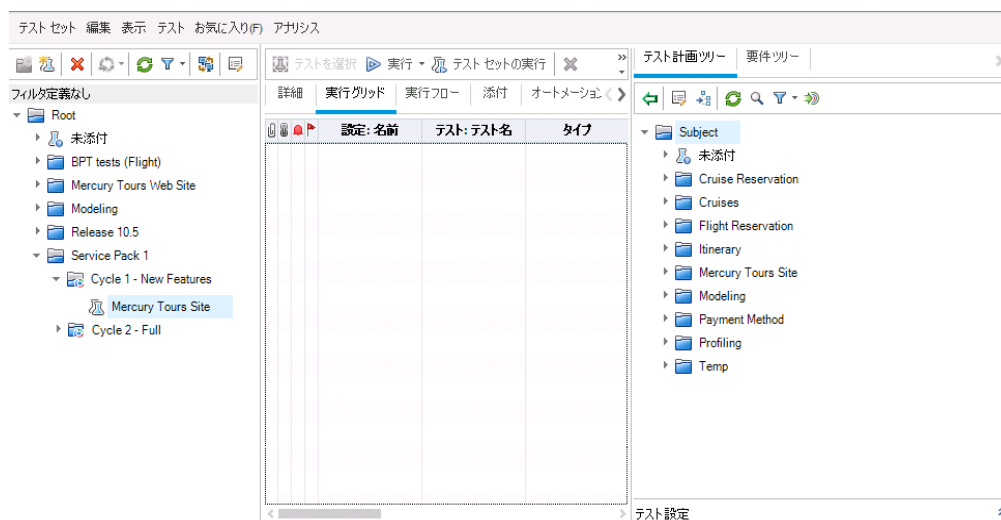 テスト セット 編集 表示 テスト お気に入り(F) アナリシス
フィルタ定義なし
Root
未添付
BPT tests (Flight)
Mercury Tours Web Site
Modeling
Release 10.5
Service Pack 1
Cycle 1 - New Features
Mercury Tours Site
Cycle 2 - Full
テストを選択 実行 テスト セットの実行
詳細 実行グリッド 実行フロー 添付 オートメーション
設定: 名前 テスト: テスト名 タイプ
テスト計画ツリー 要件ツリー
Subject
未添付
Cruise Reservation
Cruises
Flight Reservation
Itinerary
Mercury Tours Site
Modeling
Payment Method
Profiling
Temp
テスト設定